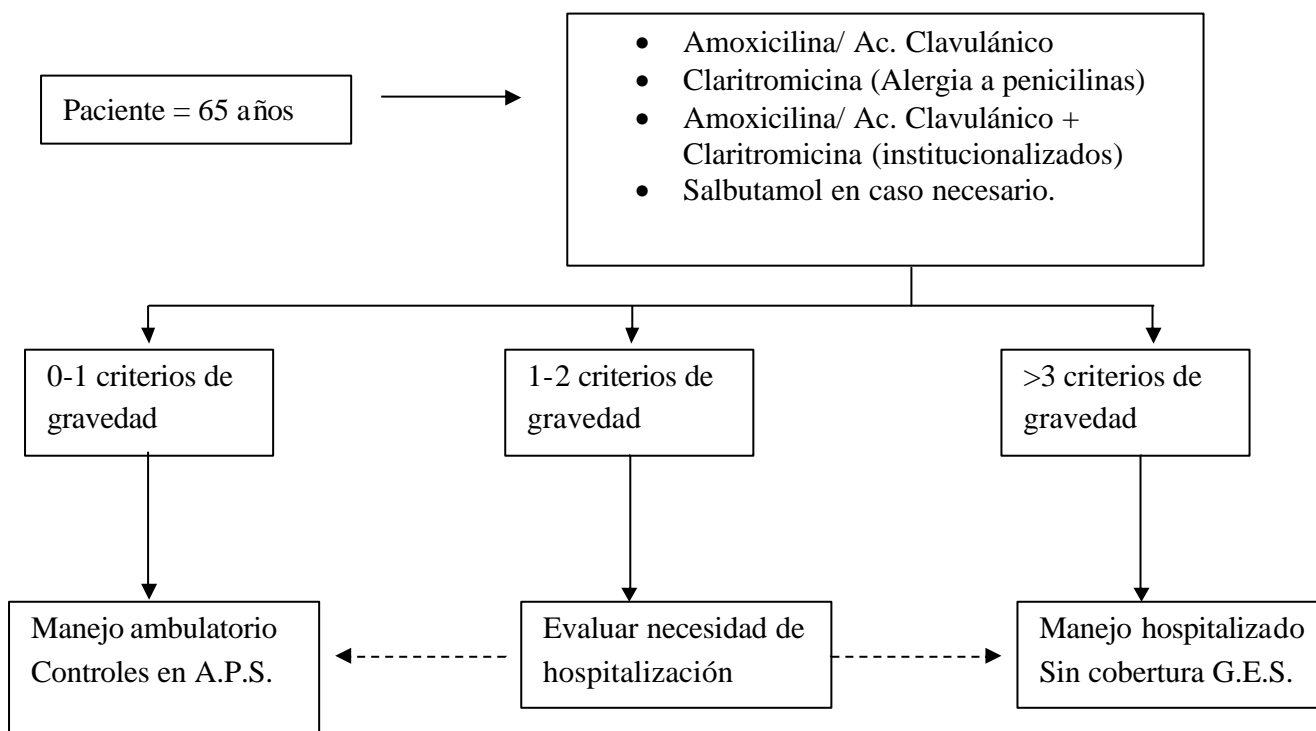 Paciente = 65 años
• Amoxicilina/ Ac. Clavulánico
• Claritromicina (Alergia a penicilinas)
• Amoxicilina/ Ac. Clavulánico +
Claritromicina (institucionalizados)
• Salbutamol en caso necesario.
0-1 criterios de
gravedad
1-2 criterios de
gravedad
>3 criterios de
gravedad
Manejo ambulatorio
Controles en A.P.S.
Evaluar necesidad de
hospitalización
Manejo hospitalizado
Sin cobertura G.E.S.